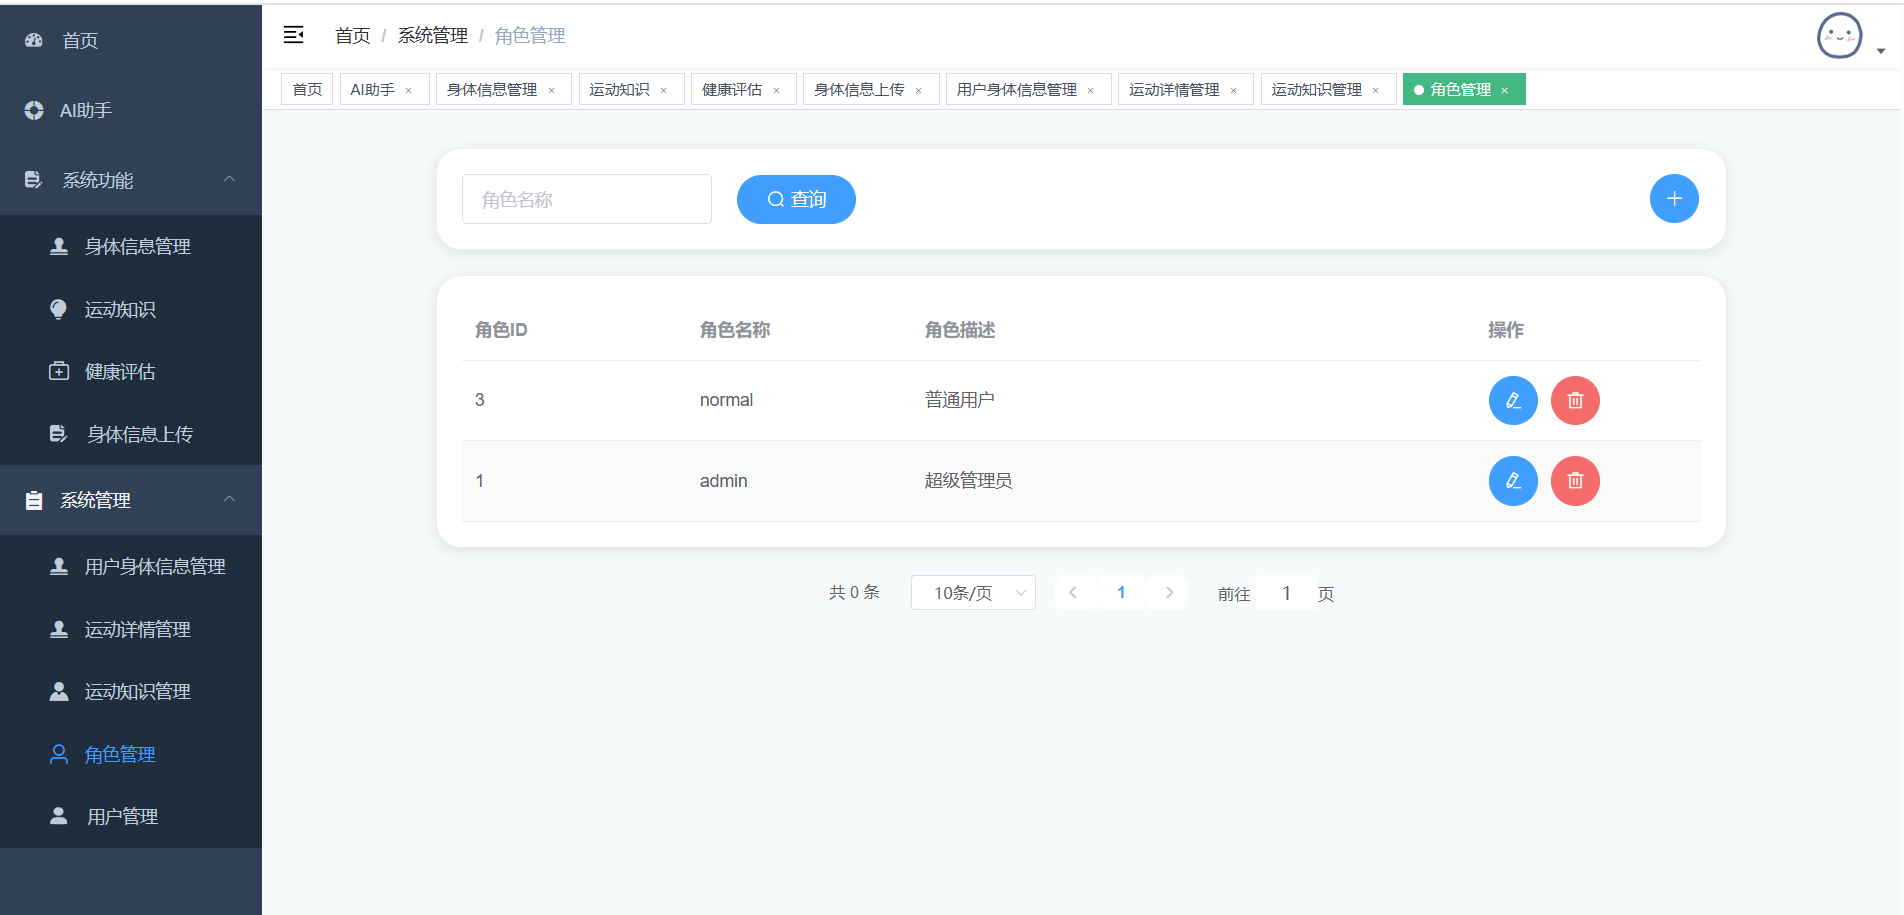 首页
AI助手
系统功能
身体信息管理
运动知识
健康评估
身体信息上传
系统管理
用户身体信息管理
运动详情管理
运动知识管理
角色管理
用户管理
首页 / 系统管理 / 角色管理
首页 AI助手 × 身体信息管理 × 运动知识 × 健康评估 × 身体信息上传 × 用户身体信息管理 × 运动详情管理 × 运动知识管理 × 角色管理 ×
角色名称 查询
角色ID 角色名称 角色描述 操作
3 normal 普通用户
1 admin 超级管理员
共 0 条 10条/页 1 前往 1 页